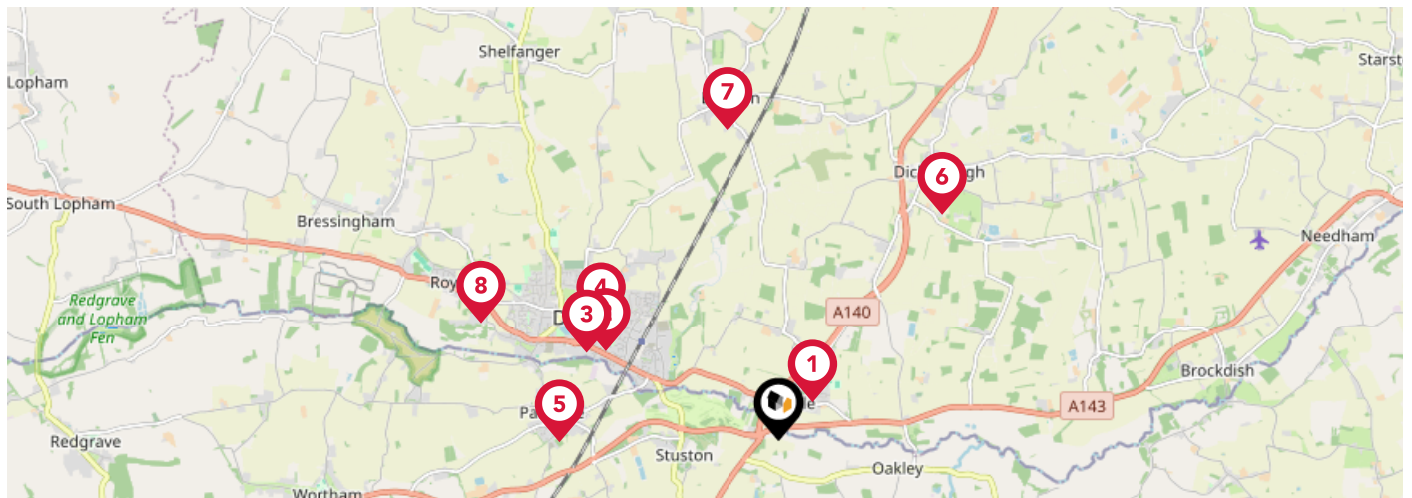 Shelfanger
Starst
Lopham
7
6
South Lopham
Bressingham
Needham
Redgrave
and Lopham
Fen
8
4
3
A140
1
Brockdish
5
A143
Redgrave
Stuston
Oakley
Wortham